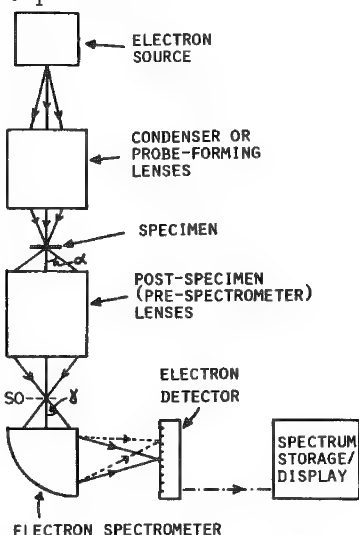 ELECTRON
SOURCE
CONDENSER OR
PROBE-FORMING
LENSES
SPECIMEN
α
POST-SPECIMEN
(PRE-SPECTROMETER)
LENSES
SO
γ
ELECTRON
DETECTOR
SPECTRUM
STORAGE/
DISPLAY
ELECTRON SPECTROMETER